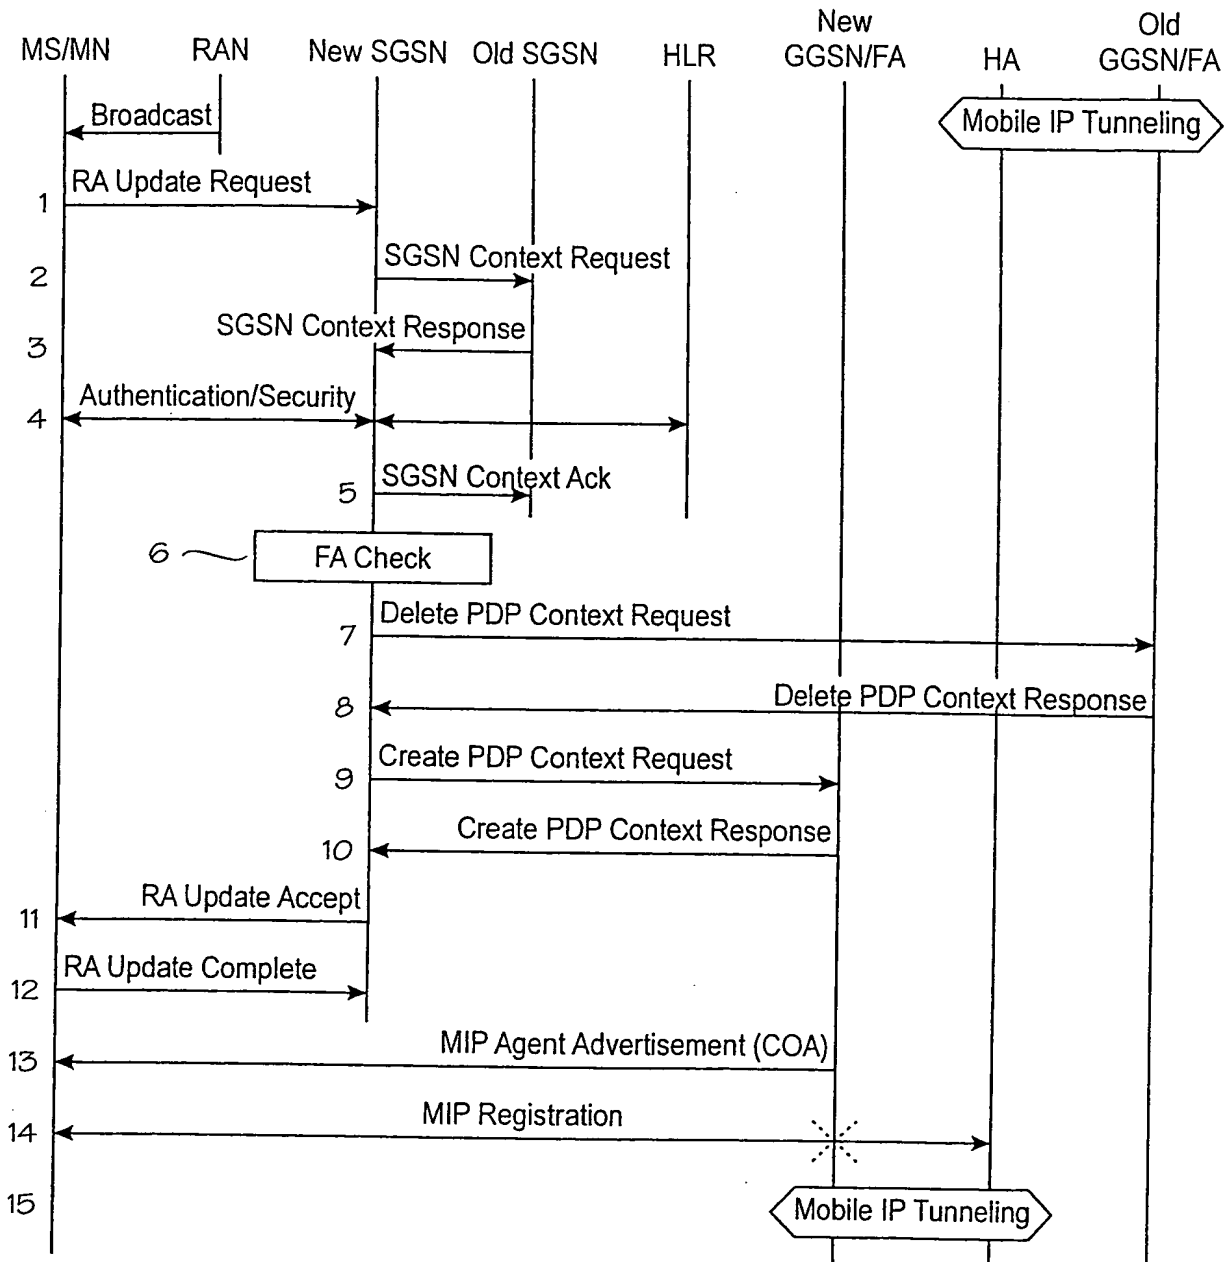 MS/MN
RAN
New SGSN
Old SGSN
HLR
New
GGSN/FA
HA
Old
GGSN/FA
Broadcast
Mobile IP Tunneling
1
RA Update Request
2
SGSN Context Request
3
SGSN Context Response
4
Authentication/Security
5
SGSN Context Ack
6
FA Check
7
Delete PDP Context Request
8
Delete PDP Context Response
9
Create PDP Context Request
10
Create PDP Context Response
11
RA Update Accept
12
RA Update Complete
13
MIP Agent Advertisement (COA)
14
MIP Registration
15
Mobile IP Tunneling